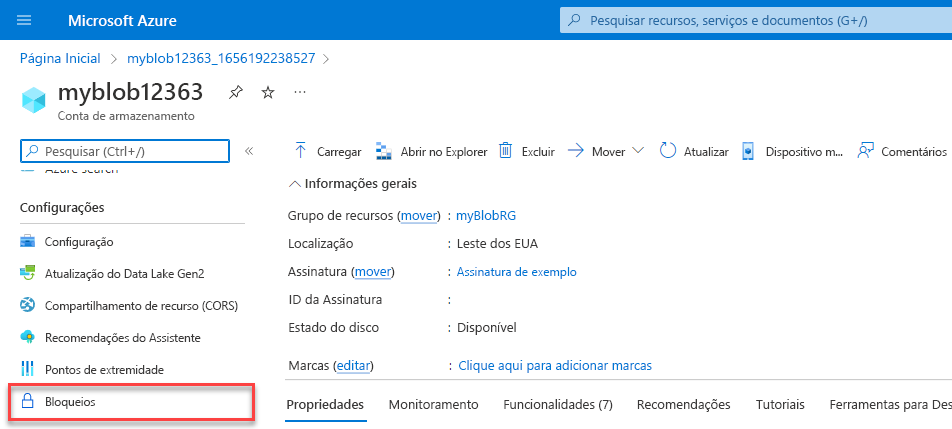 Microsoft Azure
Pesquisar recursos, serviços e documentos (G+/)
Página Inicial > myblob12363_1656192238527 >
myblob12363 ...
Conta de armazenamento
Pesquisar (Ctrl+/) «
Carregar Abrir no Explorer Excluir Mover Atualizar Dispositivo m... Comentários
Azure search
Configurações
Configuração
Atualização do Data Lake Gen2
Compartilhamento de recurso (CORS)
Recomendações do Assistente
Pontos de extremidade
Bloqueios
Informações gerais
Grupo de recursos (mover) : myBlobRG
Localização : Leste dos EUA
Assinatura (mover) : Assinatura de exemplo
ID da Assinatura :
Estado do disco : Disponível
Marcas (editar) : Clique aqui para adicionar marcas
Propriedades Monitoramento Funcionalidades (7) Recomendações Tutoriais Ferramentas para Des